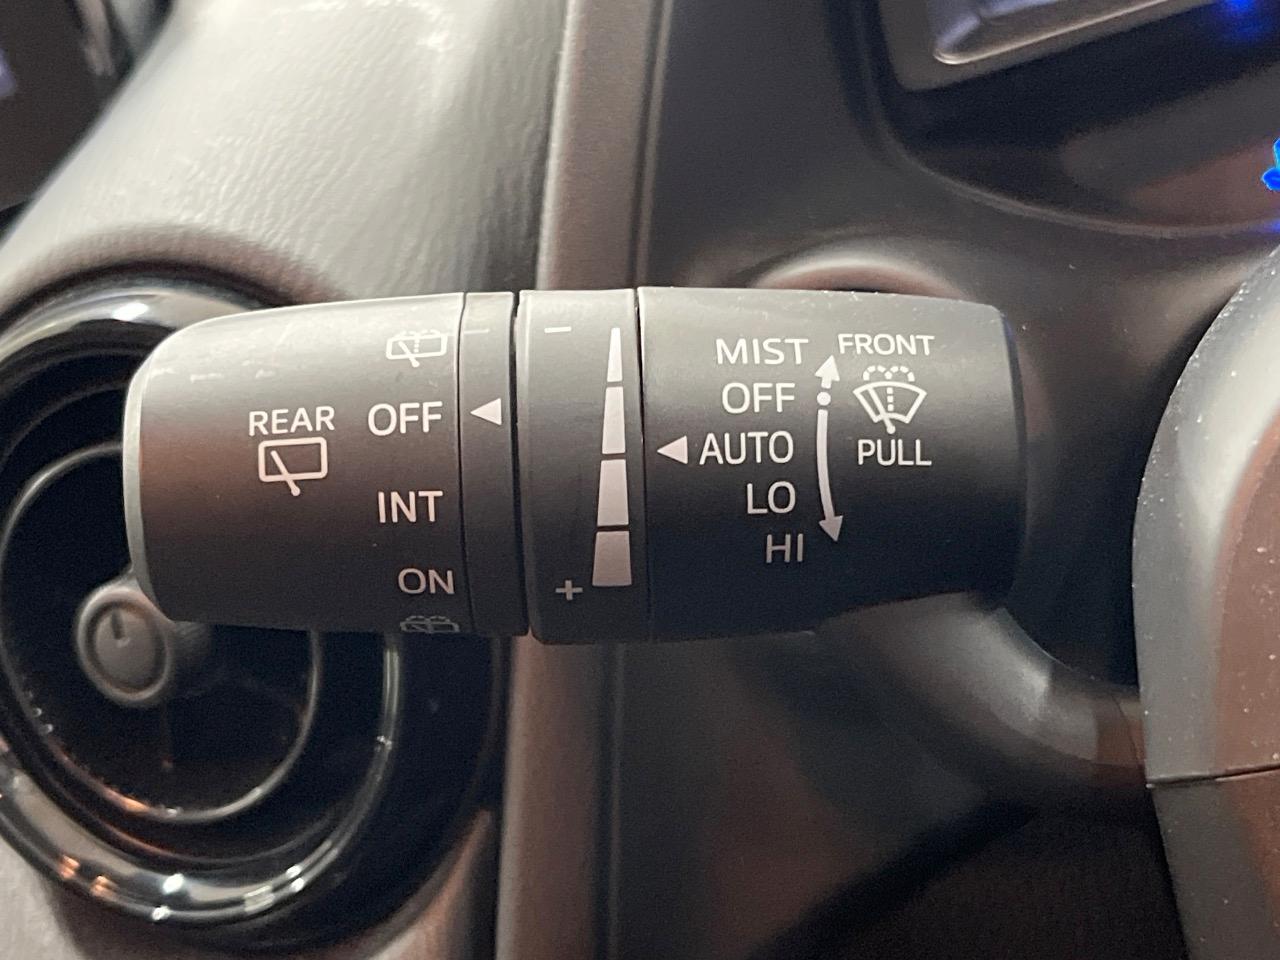 REAR
OFF
INT
ON
−
+
MIST
OFF
AUTO
LO
HI
FRONT
PULL